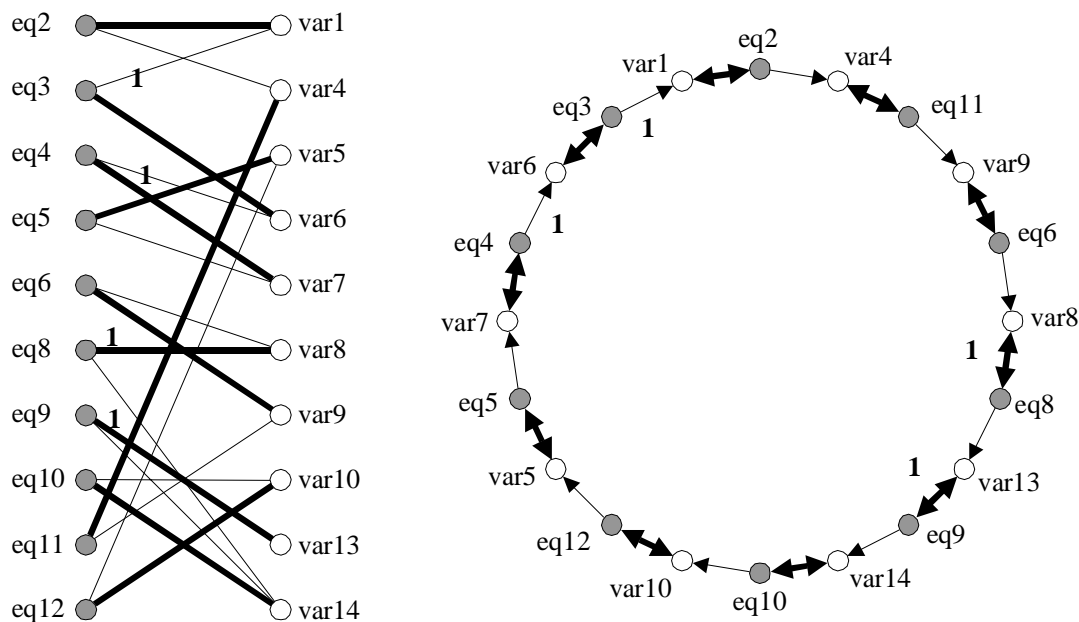 eq2
var1
1
eq3
var4
eq4
1
var5
eq5
var6
eq6
var7
eq8
1
var8
eq9
1
var9
eq10
var10
eq11
var13
eq12
var14
eq2
var1
var4
eq3
1
eq11
var6
var9
1
eq4
eq6
var7
var8
1
eq5
eq8
var5
1
var13
eq12
eq9
var10
var14
eq10